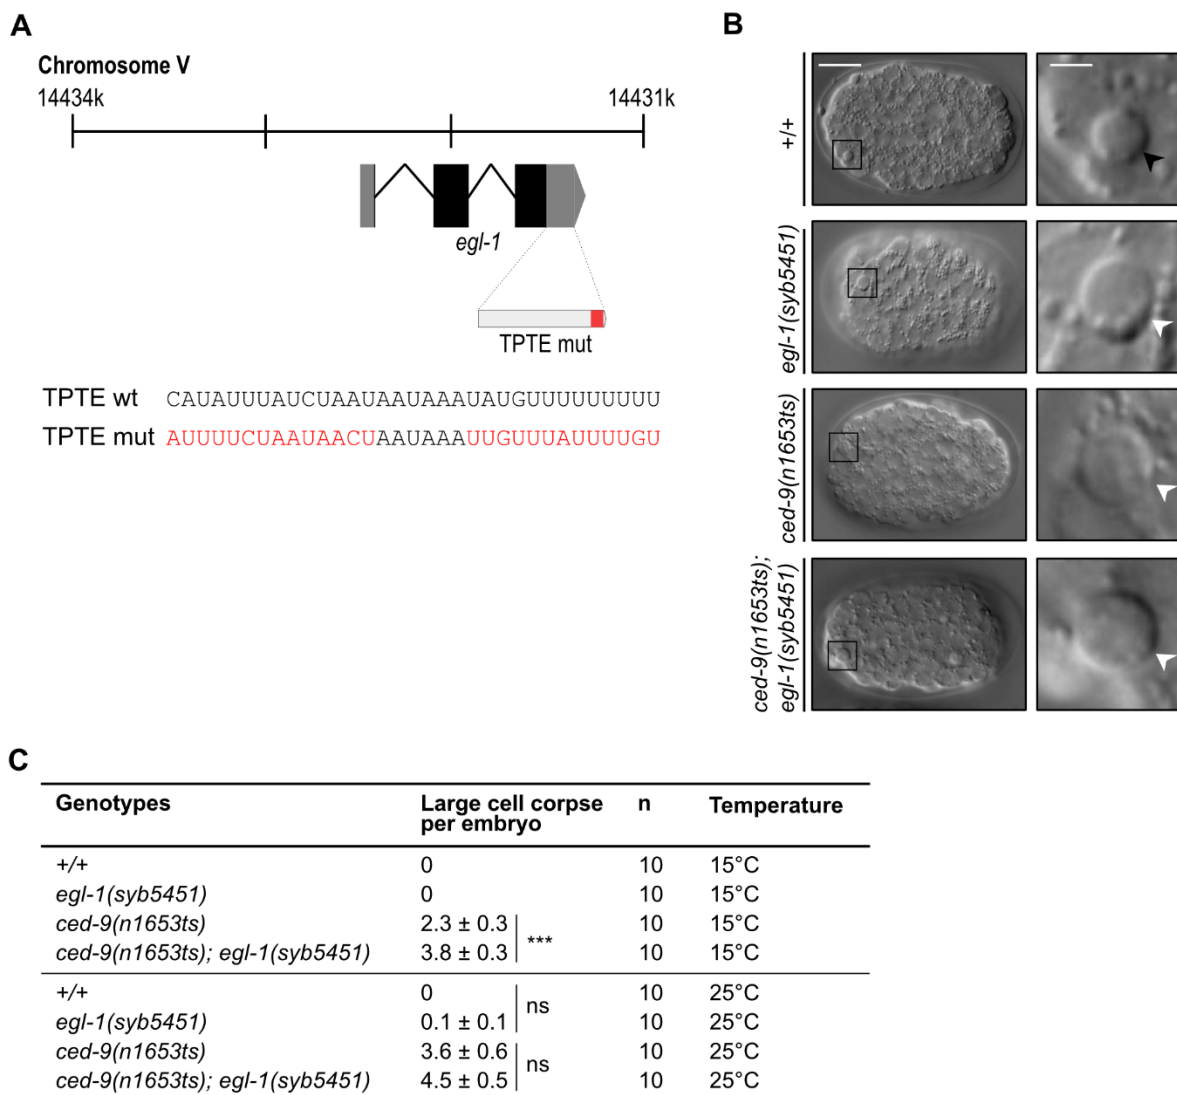 A
Chromosome V
14434k 14431k
egl-1
TPTE mut
TPTE wt CAUAUUUAUCUAAUAAUAAAUAUGUUUUUUUUU
TPTE mut AUUUUCUAAUAACUAAUAAAUUGUUUAUUUUGU
B
+/+
egl-1(syb5451)
ced-9(n1653ts)
ced-9(n1653ts);
egl-1(syb5451)
C
Genotypes Large cell corpse n Temperature
per embryo
+/+ 0 10 15°C
egl-1(syb5451) 0 10 15°C
ced-9(n1653ts) 2.3 ± 0.3 10 15°C
***
ced-9(n1653ts); egl-1(syb5451) 3.8 ± 0.3 10 15°C
+/+ 0 10 25°C
ns
egl-1(syb5451) 0.1 ± 0.1 10 25°C
ced-9(n1653ts) 3.6 ± 0.6 10 25°C
ns
ced-9(n1653ts); egl-1(syb5451) 4.5 ± 0.5 10 25°C